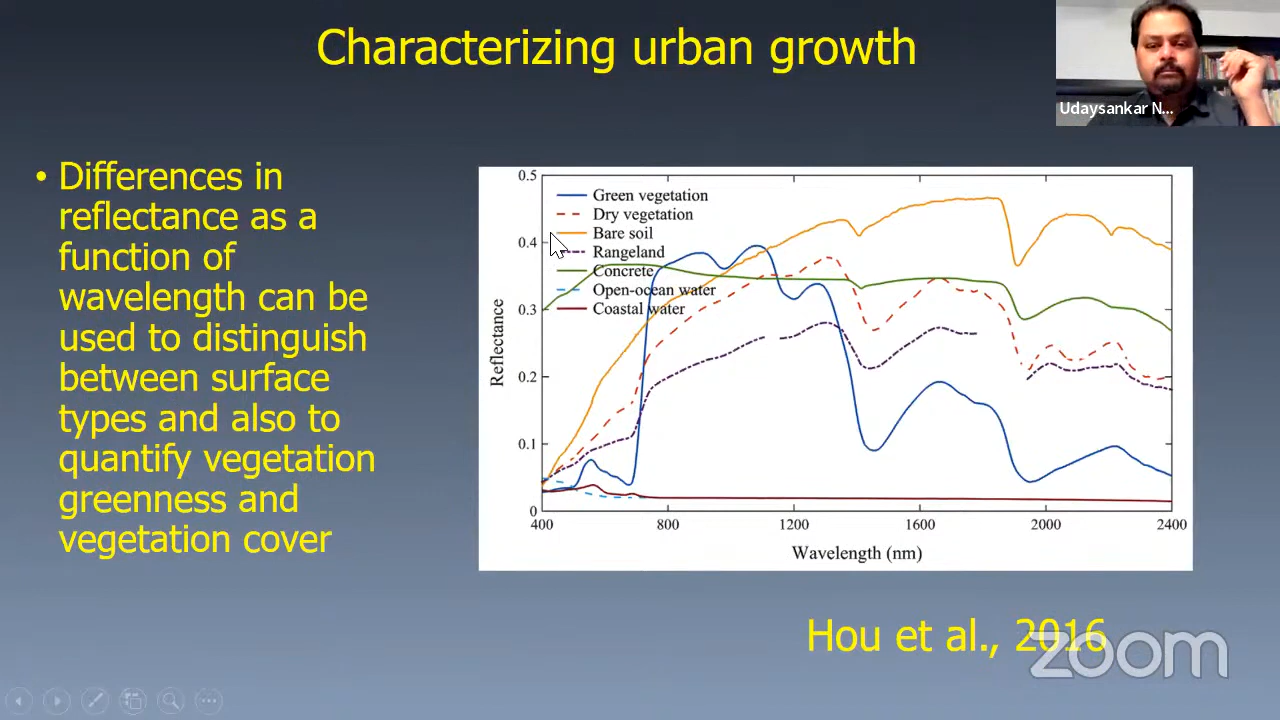 Characterizing urban growth
Udaysankar N...
• Differences in
reflectance as a
function of
wavelength can be
used to distinguish
between surface
types and also to
quantify vegetation
greenness and
vegetation cover
0.5
0.4
0.3
0.2
0.1
0
Reflectance
Green vegetation
Dry vegetation
Bare soil
Rangeland
Concrete
Open-ocean water
Coastal water
400 800 1200 1600 2000 2400
Wavelength (nm)
Hou et al., 2016
zoom